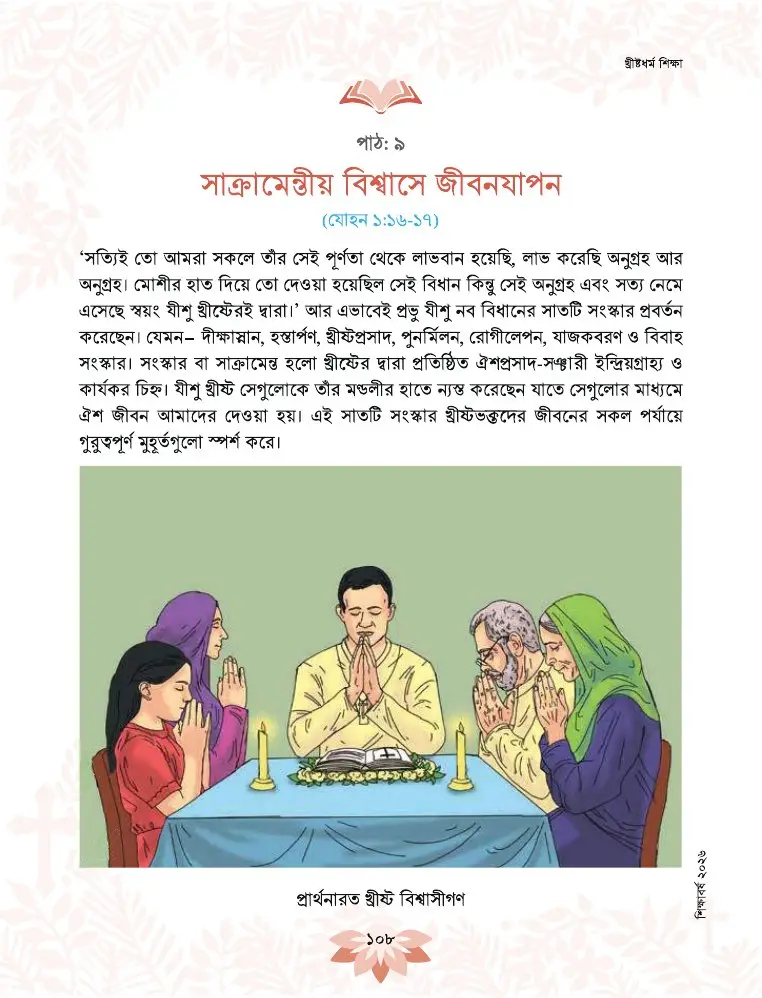 খ্রীষ্টধর্ম শিক্ষা
পাঠ: ৯
সাক্রামেন্তীয় বিশ্বাসে জীবনযাপন
(যোহন ১:১৬-১৭)
‘সত্যিই তো আমরা সকলে তাঁর সেই পূর্ণতা থেকে লাভবান হয়েছি, লাভ করেছি অনুগ্রহ আর
অনুগ্রহ। মোশীর হাত দিয়ে তো দেওয়া হয়েছিল সেই বিধান কিন্তু সেই অনুগ্রহ এবং সত্য নেমে
এসেছে স্বয়ং যীশু খ্রীষ্টেরই দ্বারা।’ আর এভাবেই প্রভু যীশু নব বিধানের সাতটি সংস্কার প্রবর্তন
করেছেন। যেমন– দীক্ষাস্নান, হস্তার্পণ, খ্রীষ্টপ্রসাদ, পুনর্মিলন, রোগীলেপন, যাজকবরণ ও বিবাহ
সংস্কার। সংস্কার বা সাক্রামেন্ত হলো খ্রীষ্টের দ্বারা প্রতিষ্ঠিত ঐশপ্রসাদ-সঞ্চারী ইন্দ্রিয়গ্রাহ্য ও
কার্যকর চিহ্ন। যীশু খ্রীষ্ট সেগুলোকে তাঁর মণ্ডলীর হাতে ন্যস্ত করেছেন যাতে সেগুলোর মাধ্যমে
ঐশ জীবন আমাদের দেওয়া হয়। এই সাতটি সংস্কার খ্রীষ্টভক্তদের জীবনের সকল পর্যায়ে
গুরুত্বপূর্ণ মুহূর্তগুলো স্পর্শ করে।
প্রার্থনারত খ্রীষ্ট বিশ্বাসীগণ
শিক্ষাবর্ষ ২০২৬
১০৮